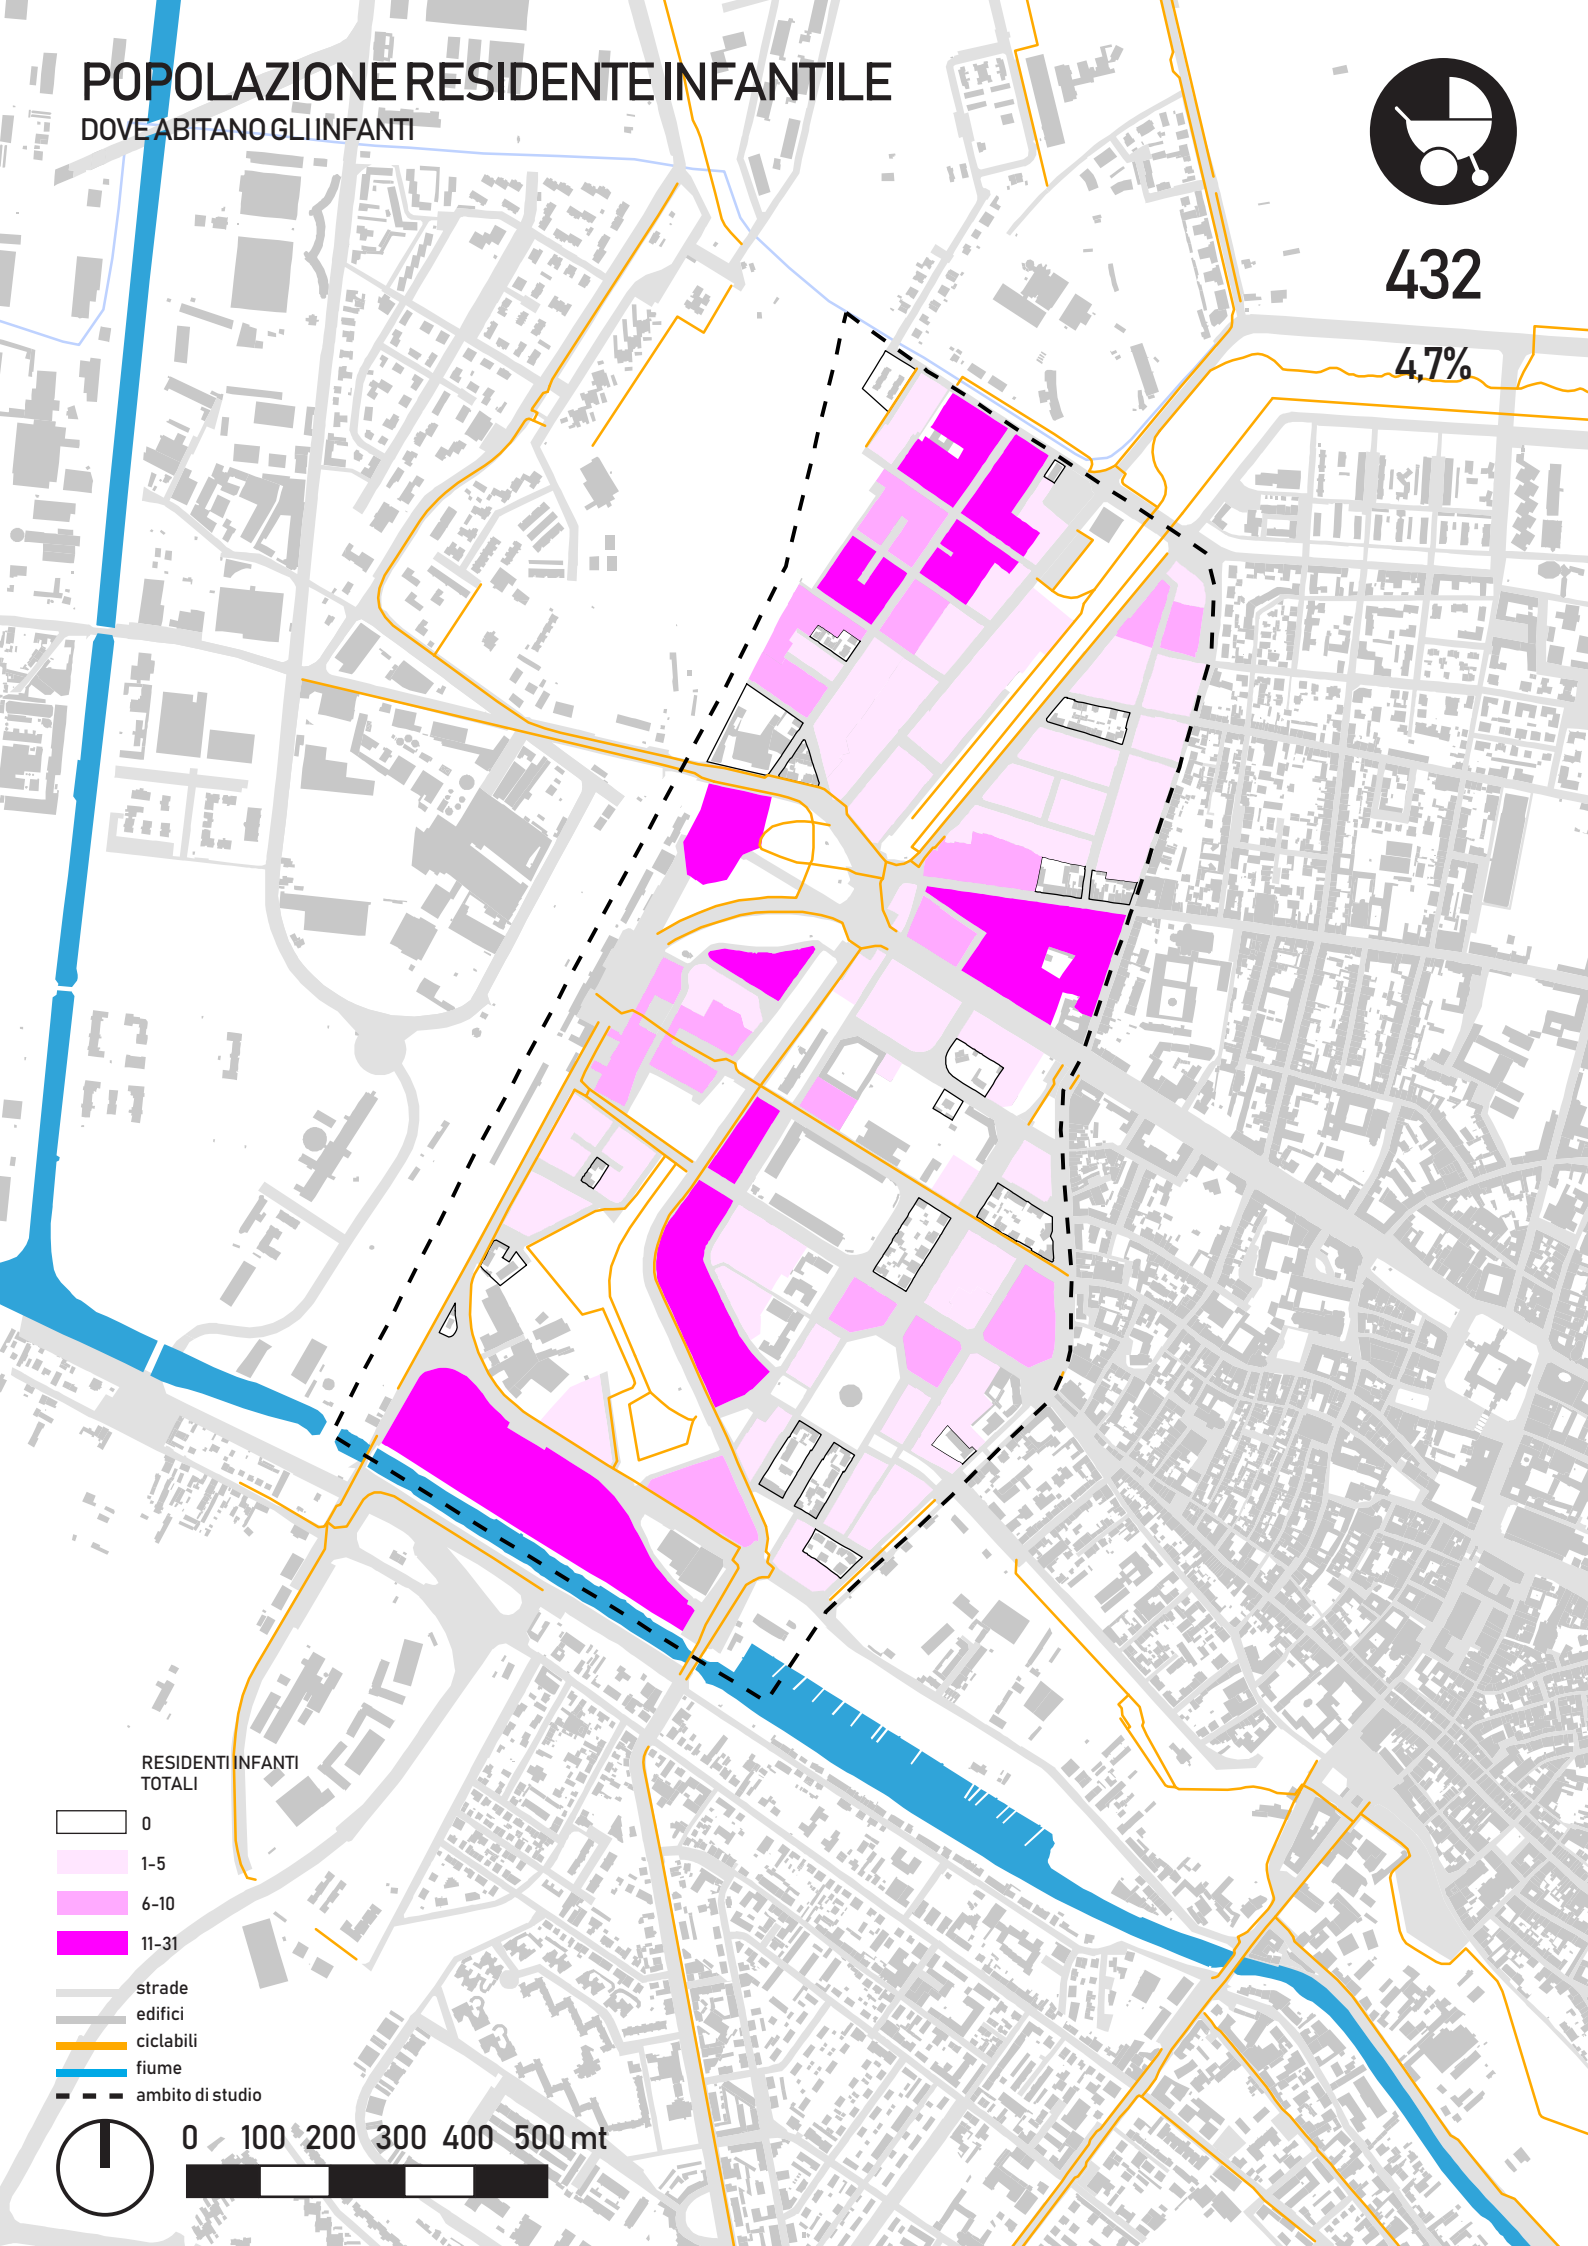 POPOLAZIONE RESIDENTE INFANTILE
DOVE ABITANO GLI INFANTI
432
4,7%
RESIDENTI INFANTI
TOTALI
0
1-5
6-10
11-31
strade
edifici
ciclabili
fiume
ambito di studio
0 100 200 300 400 500 mt